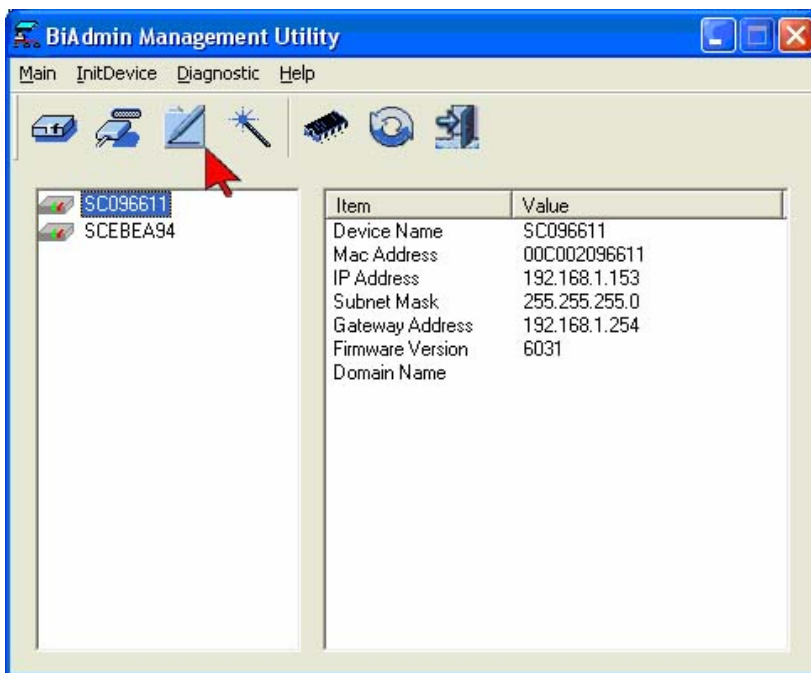 BiAdmin Management Utility
Main InitDevice Diagnostic Help
SC096611
SCEBEA94
Item Value
Device Name SC096611
Mac Address 00C002096611
IP Address 192.168.1.153
Subnet Mask 255.255.255.0
Gateway Address 192.168.1.254
Firmware Version 6031
Domain Name